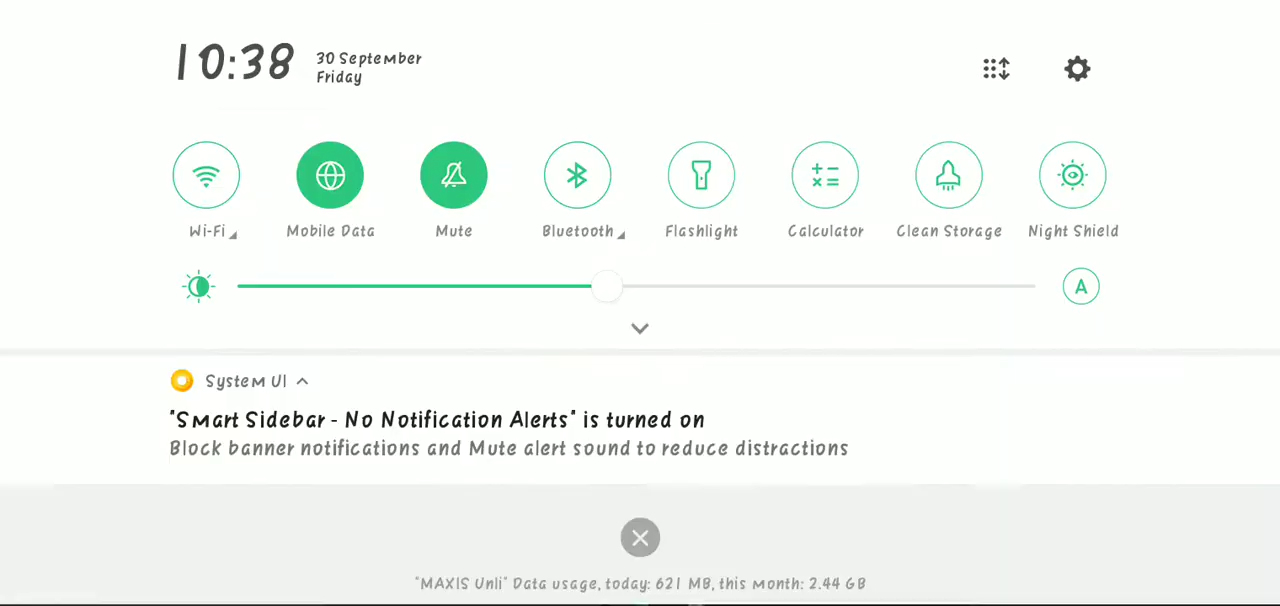 10:38
30 September
Friday
Wi-Fi
Mobile Data
Mute
Bluetooth
Flashlight
Calculator
Clean Storage
Night Shield
A
System UI
"Smart Sidebar - No Notification Alerts" is turned on
Block banner notifications and Mute alert sound to reduce distractions
"MAXIS Unli" Data usage, today: 621 MB, this month: 2.44 GB